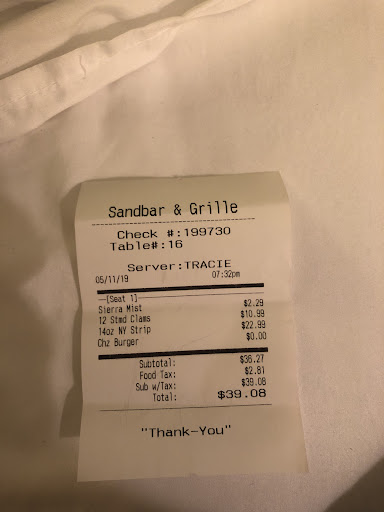 Sandbar & Grille
Check #:199730
Table#:16
Server:TRACIE
05/11/19 07:32pm
—[Seat 1]
Sierra Mist $2.29
12 Stmd Clams $10.99
14oz NY Strip $22.99
Chz Burger $0.00
Subtotal: $36.27
Food Tax: $2.81
Sub w/Tax: $39.08
Total: $39.08
"Thank-You"